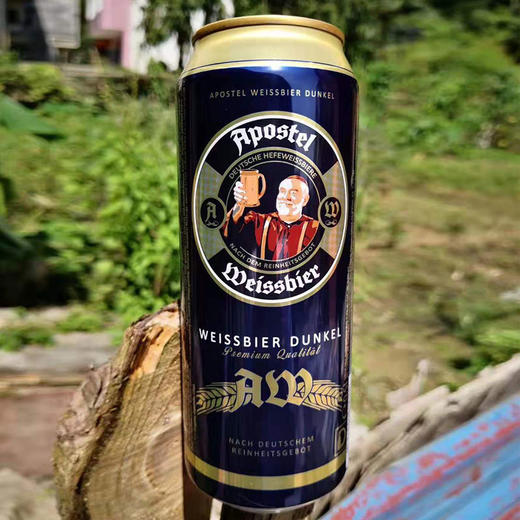 APOSTEL WEISSBIER DUNKEL
Apostel
DEUTSCHE HEFEWEISSBIERE
A W
NACH DEM REINHEITSGEBOT
Weissbier
WEISSBIER DUNKEL
Premium Qualität
AW
NACH DEUTSCHEM
REINHEITSGEBOT